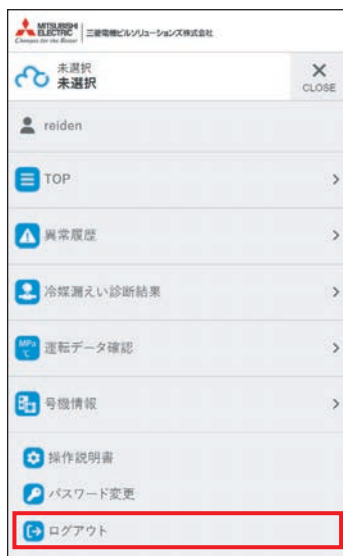 MITSUBISHI
ELECTRIC
Changes for the Better
三菱電機ビルソリューションズ株式会社
未選択
未選択
CLOSE
reiden
TOP
異常履歴
冷媒漏えい診断結果
MPa
℃
運転データ確認
号機情報
操作説明書
パスワード変更
ログアウト